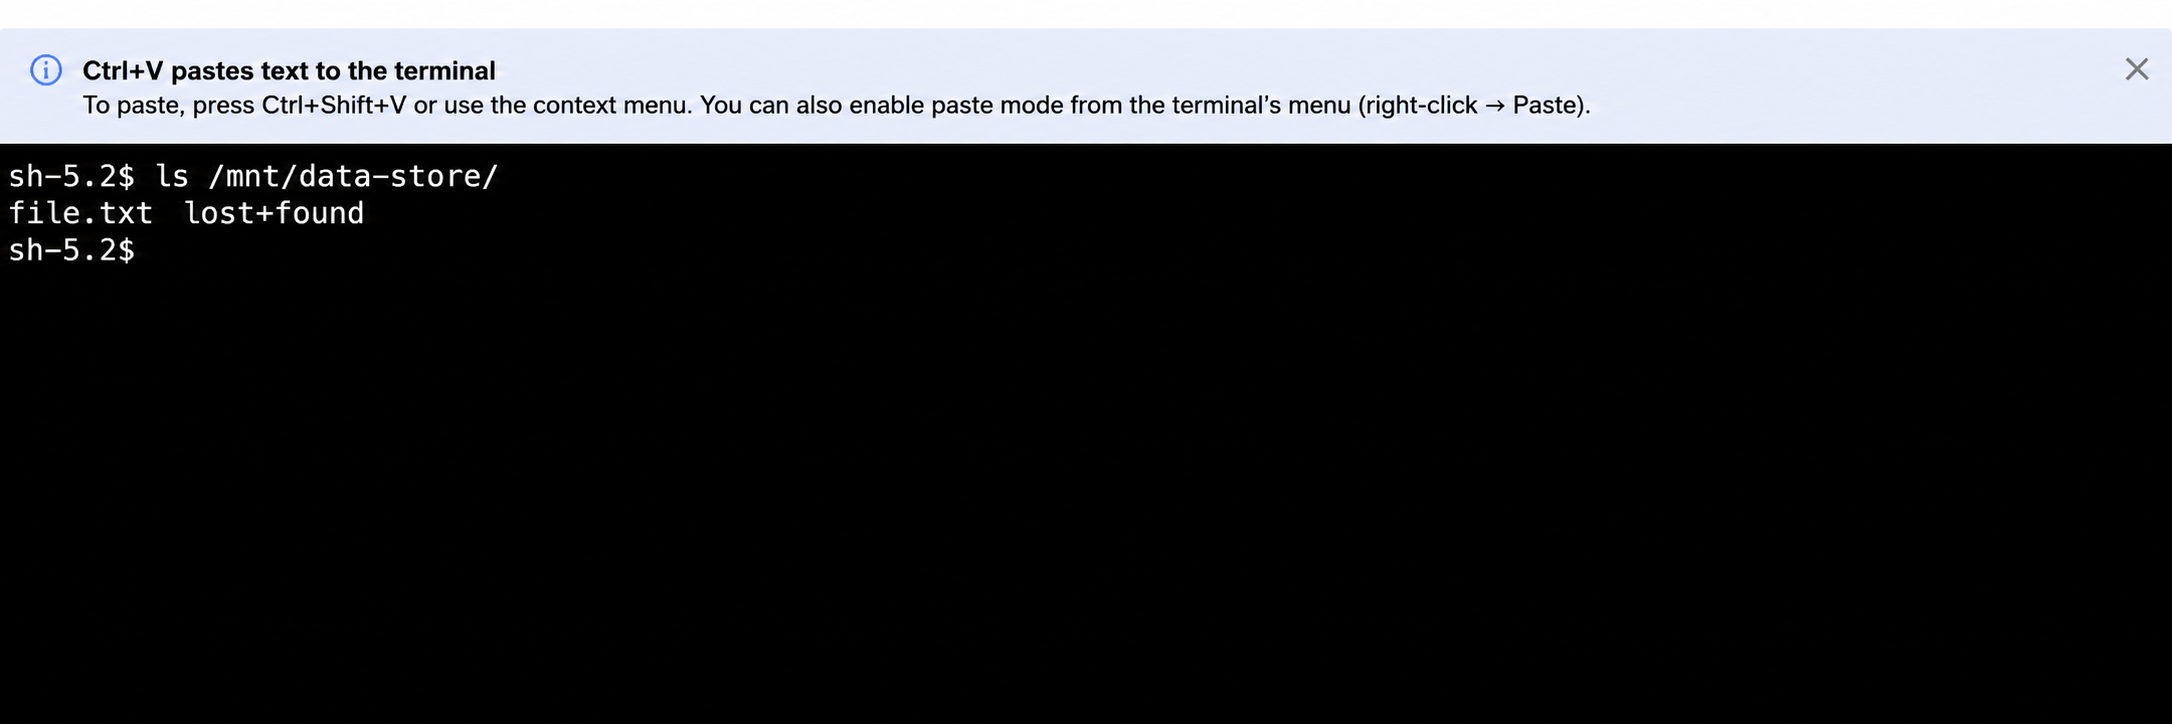 Ctrl+V pastes text to the terminal
To paste, press Ctrl+Shift+V or use the context menu. You can also enable paste mode from the terminal’s menu (right-click → Paste).
sh-5.2$ ls /mnt/data-store/
file.txt  lost+found
sh-5.2$